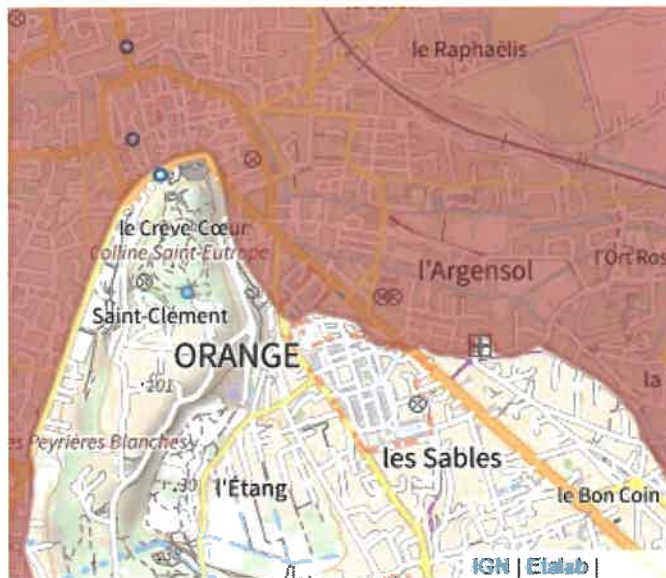 le Raphaëlis
le Crève Cœur
Colline Saint-Eutrope
l'Argensol
l'Ort Ros
Saint-Clément
ORANGE
101
la
es Peyrières Blanches
les Sables
l'Étang
le Bon Coin
IGN | Etalab |